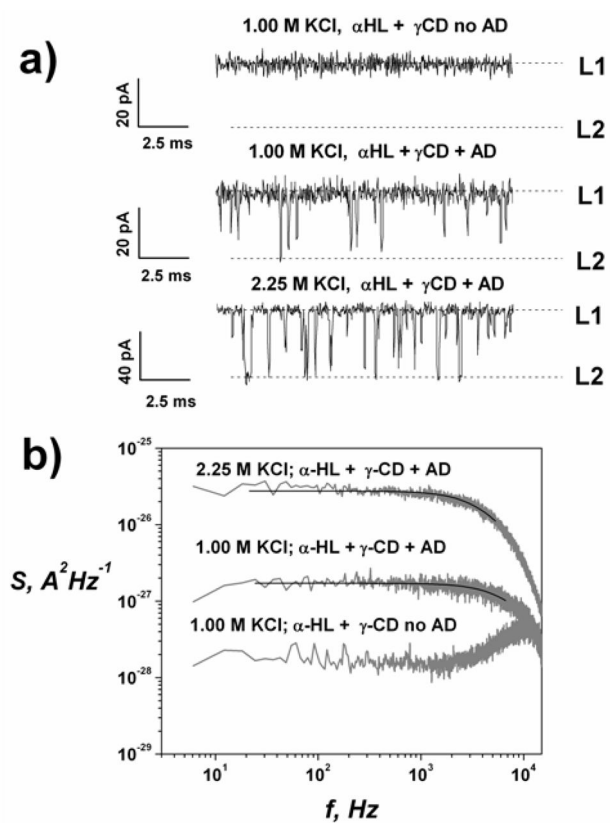 a)
1.00 M KCl, αHL + γCD no AD
L1
20 pA
2.5 ms
L2
1.00 M KCl, αHL + γCD + AD
L1
20 pA
2.5 ms
L2
2.25 M KCl, αHL + γCD + AD
L1
40 pA
2.5 ms
L2
b)
10⁻²⁵
2.25 M KCl; α-HL + γ-CD + AD
10⁻²⁶
S, A²Hz⁻¹
1.00 M KCl; α-HL + γ-CD + AD
10⁻²⁷
1.00 M KCl; α-HL + γ-CD no AD
10⁻²⁸
10⁻²⁹
10¹ 10² 10³ 10⁴
f, Hz